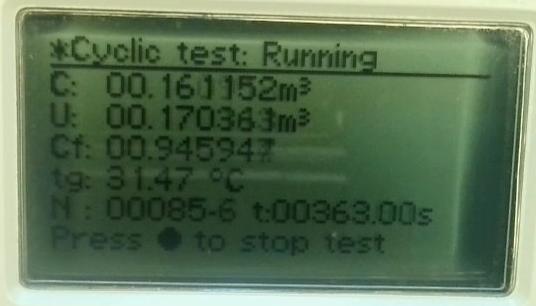 *Cyclic test: Running
C: 00.161152m³
U: 00.170363m³
Cf: 00.945947
tg: 31.47 °C
N : 00085-6 t:00363.00s
Press ● to stop test